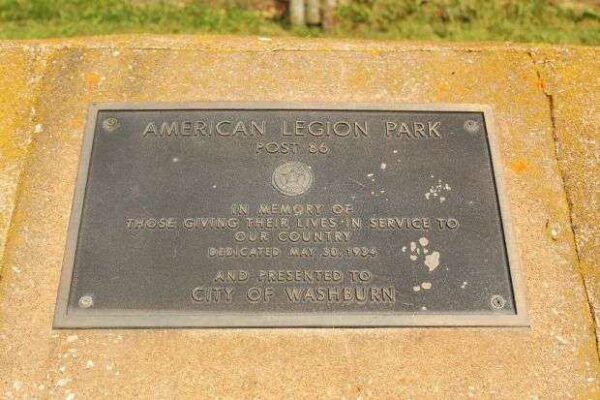 AMERICAN LEGION PARK
POST 86
IN MEMORY OF
THOSE GIVING THEIR LIVES IN SERVICE TO
OUR COUNTRY
DEDICATED MAY 30, 1934
AND PRESENTED TO
CITY OF WASHBURN